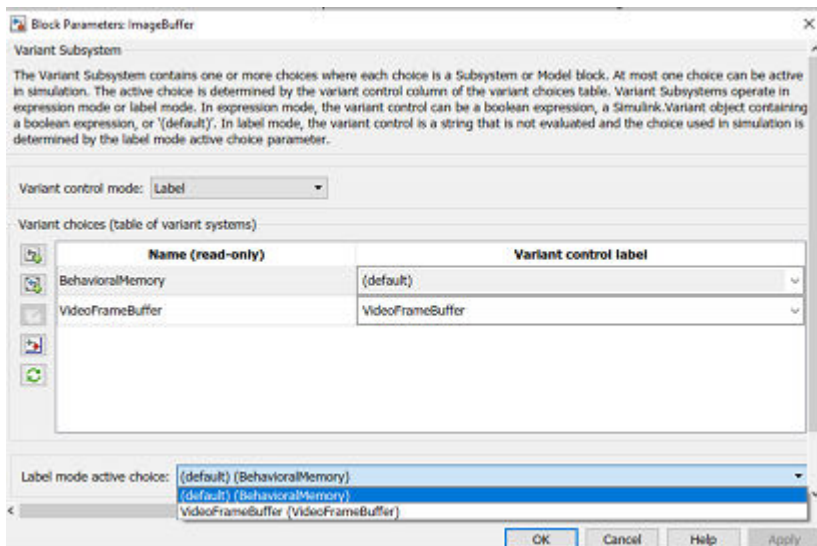 Block Parameters: ImageBuffer
Variant Subsystem
The Variant Subsystem contains one or more choices where each choice is a Subsystem or Model block. At most one choice can be active
in simulation. The active choice is determined by the variant control column of the variant choices table. Variant Subsystems operate in
expression mode or label mode. In expression mode, the variant control can be a boolean expression, a Simulink.Variant object containing
a boolean expression, or '(default)'. In label mode, the variant control is a string that is not evaluated and the choice used in simulation is
determined by the label mode active choice parameter.
Variant control mode: Label
Variant choices (table of variant systems)
Name (read-only) Variant control label
BehavioralMemory (default)
VideoFrameBuffer VideoFrameBuffer
Label mode active choice: (default) (BehavioralMemory)
(default) (BehavioralMemory)
VideoFrameBuffer (VideoFrameBuffer)
OK Cancel Help Apply